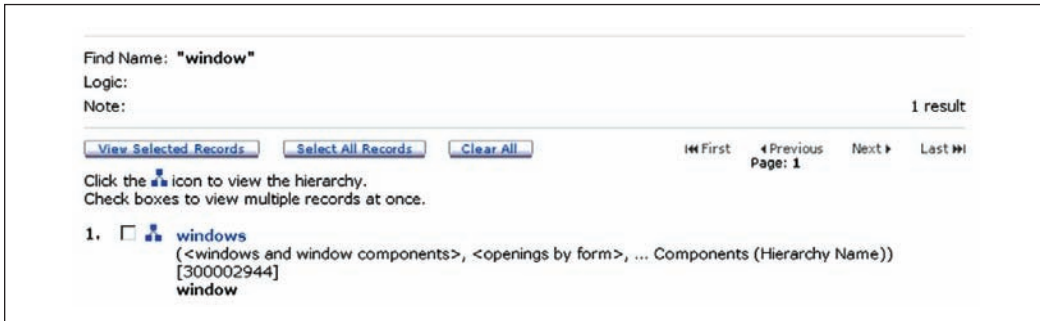 Find Name: "window"
Logic:
Note: 1 result
View Selected Records Select All Records Clear All First Previous Next Last
Page: 1
Click the icon to view the hierarchy.
Check boxes to view multiple records at once.
1. windows
(<windows and window components>, <openings by form>, ... Components (Hierarchy Name))
[300002944]
window